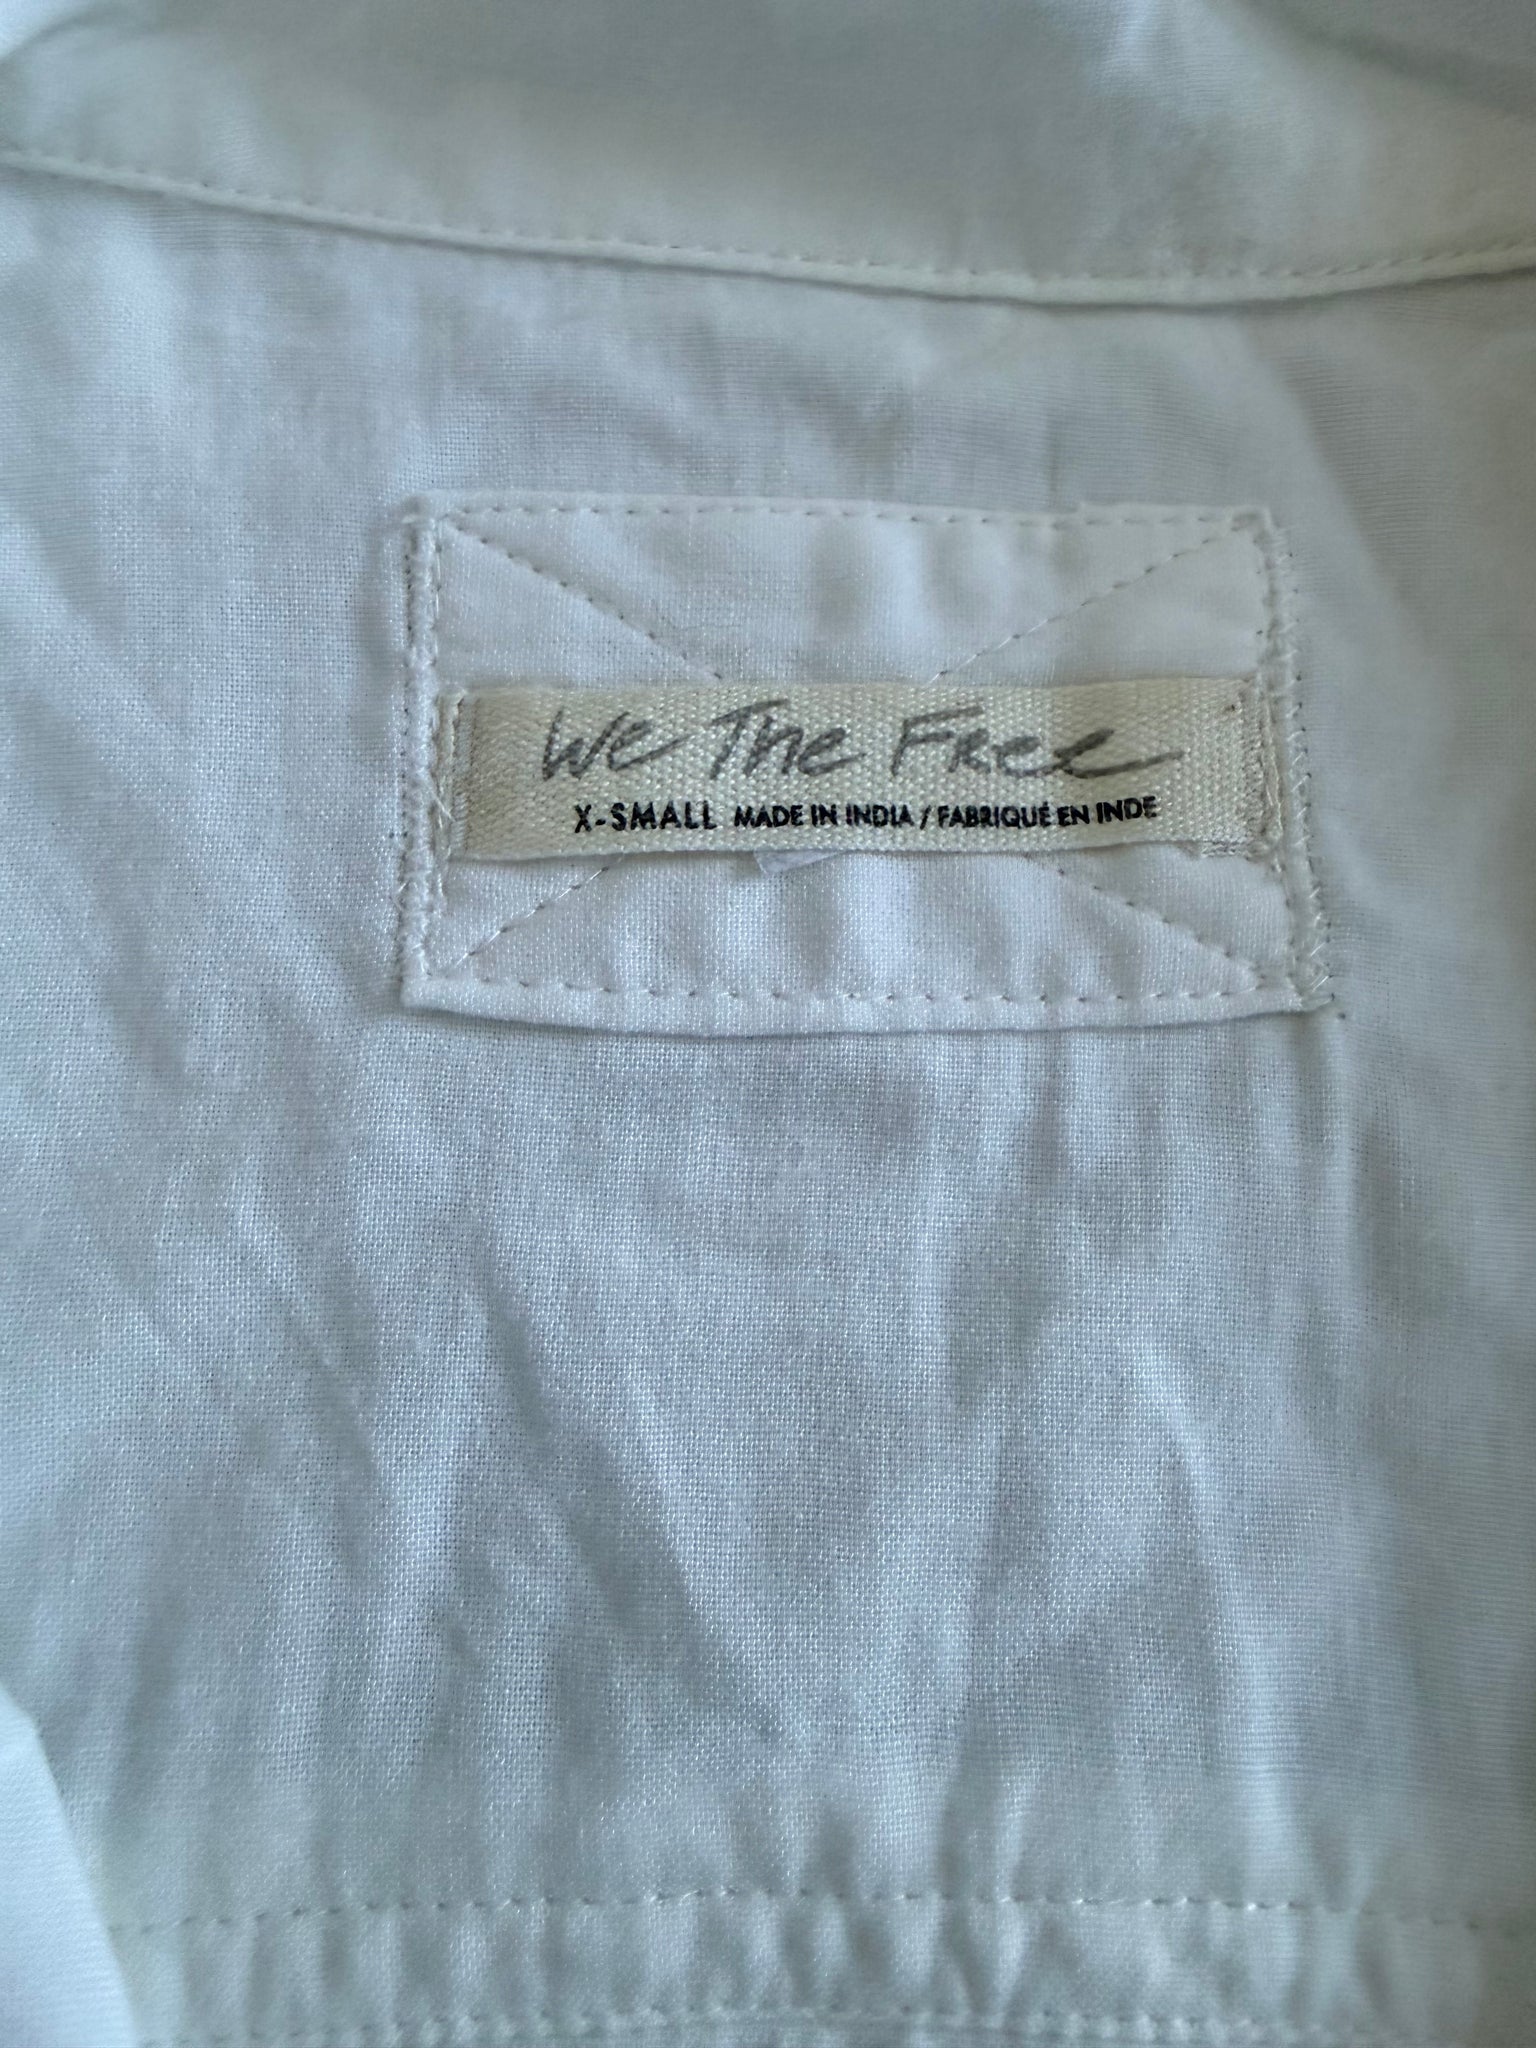 We The Free
X-SMALL MADE IN INDIA / FABRIQUÉ EN INDE